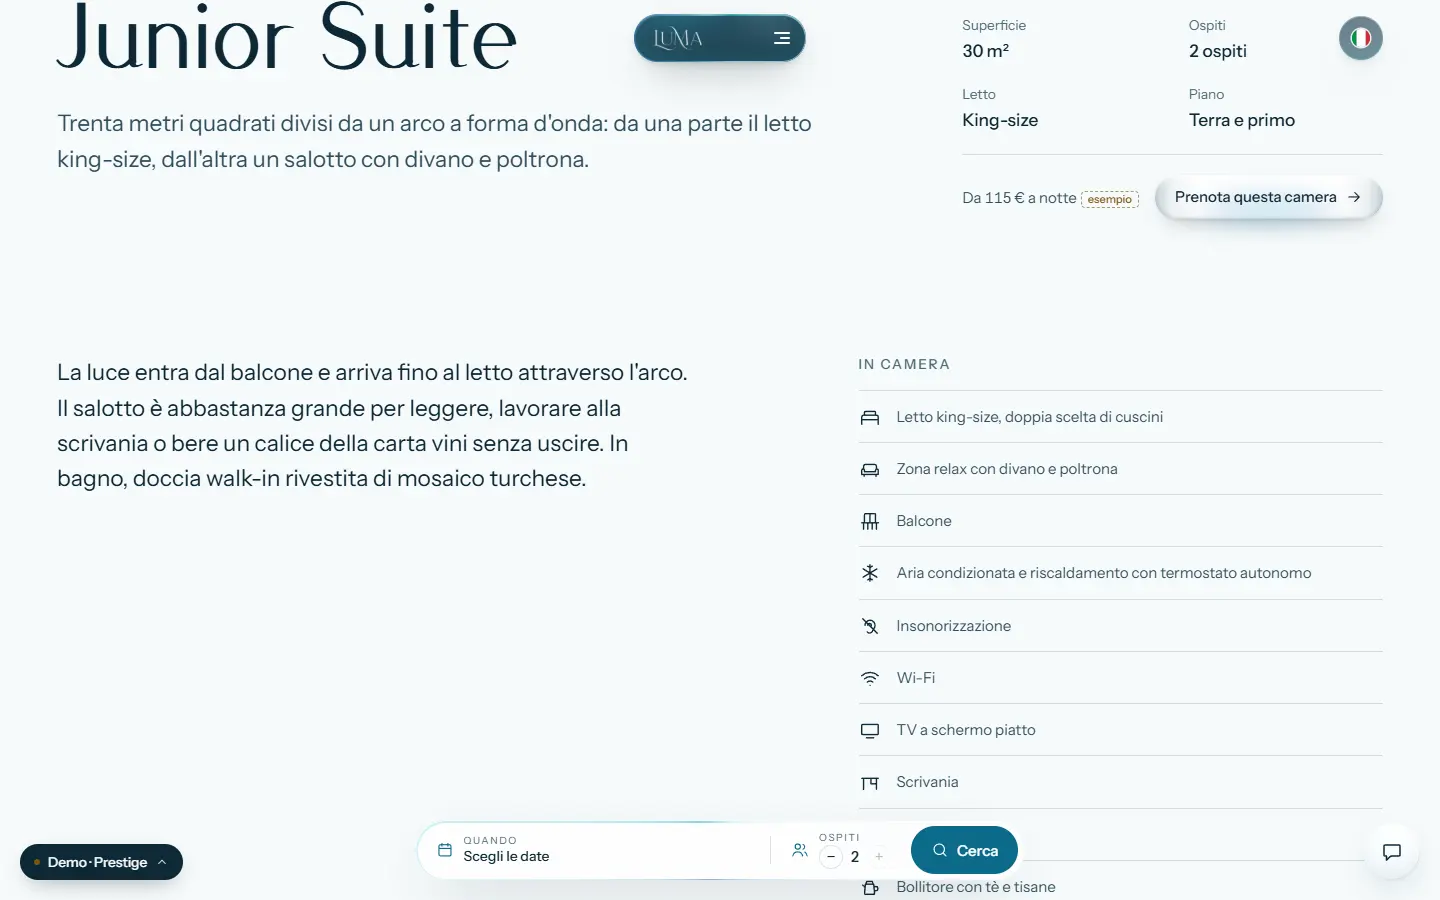 Junior Suite
LUMA
Trenta metri quadrati divisi da un arco a forma d'onda: da una parte il letto
king-size, dall'altra un salotto con divano e poltrona.
Superficie
30 m²
Ospiti
2 ospiti
Letto
King-size
Piano
Terra e primo
Da 115 € a notte esempio
Prenota questa camera →
La luce entra dal balcone e arriva fino al letto attraverso l'arco.
Il salotto è abbastanza grande per leggere, lavorare alla
scrivania o bere un calice della carta vini senza uscire. In
bagno, doccia walk-in rivestita di mosaico turchese.
IN CAMERA
Letto king-size, doppia scelta di cuscini
Zona relax con divano e poltrona
Balcone
Aria condizionata e riscaldamento con termostato autonomo
Insonorizzazione
Wi-Fi
TV a schermo piatto
Scrivania
Bollitore con tè e tisane
Demo · Prestige
QUANDO
Scegli le date
OSPITI
− 2 +
Cerca